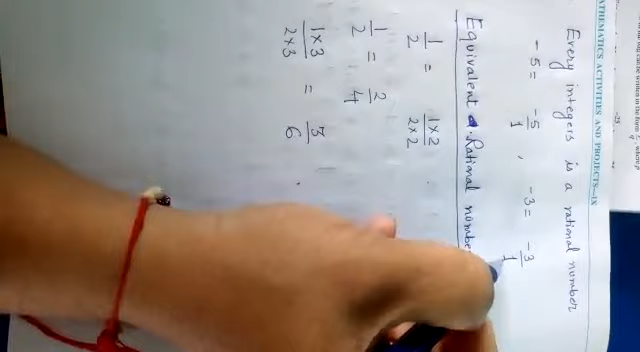 MATHEMATICS ACTIVITIES AND PROJECTS—IX
Every integers is a rational number
-5 = -5/1 , -3 = -3/1
Equivalent Rational number
1/2 = 1×2/2×2
1/2 = 2/4
1×3/2×3 = 3/6